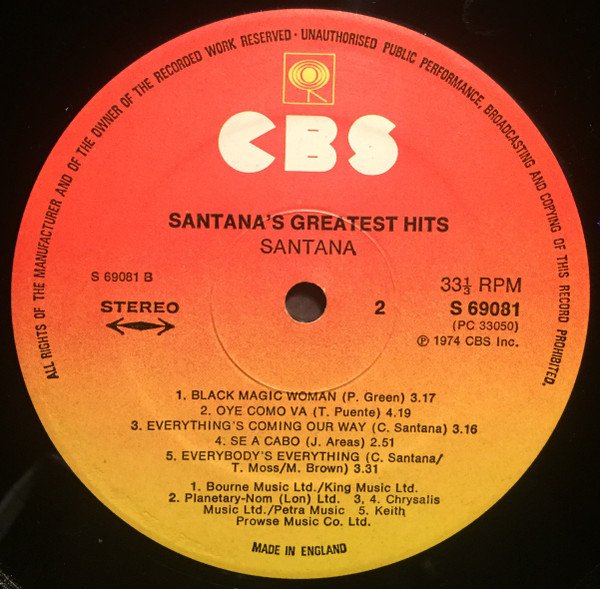 ALL RIGHTS OF THE MANUFACTURER AND OF THE OWNER OF THE RECORDED WORK RESERVED · UNAUTHORISED PUBLIC PERFORMANCE, BROADCASTING AND COPYING OF THIS RECORD PROHIBITED.
CBS
SANTANA'S GREATEST HITS
SANTANA
S 69081 B
STEREO
2
33⅓ RPM
S 69081
(PC 33050)
℗ 1974 CBS Inc.
1. BLACK MAGIC WOMAN (P. Green) 3.17
2. OYE COMO VA (T. Puente) 4.19
3. EVERYTHING'S COMING OUR WAY (C. Santana) 3.16
4. SE A CABO (J. Areas) 2.51
5. EVERYBODY'S EVERYTHING (C. Santana/
T. Moss/M. Brown) 3.31
1. Bourne Music Ltd./King Music Ltd.
2. Planetary-Nom (Lon) Ltd. 3, 4. Chrysalis
Music Ltd./Petra Music 5. Keith
Prowse Music Co. Ltd.
MADE IN ENGLAND